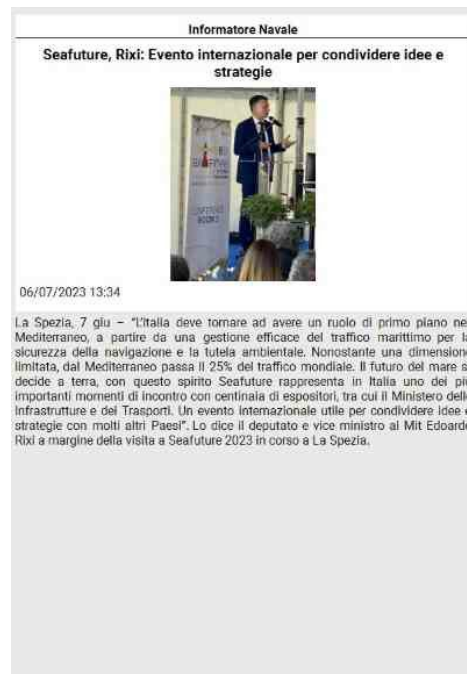 Informatore Navale
Seafuture, Rixi: Evento internazionale per condividere idee e
strategie
CONFERENCE
ROOM
06/07/2023 13:34
La Spezia, 7 giu – "L'Italia deve tornare ad avere un ruolo di primo piano nel
Mediterraneo, a partire da una gestione efficace del traffico marittimo per la
sicurezza della navigazione e la tutela ambientale. Nonostante una dimensione
limitata, dal Mediterraneo passa il 25% del traffico mondiale. Il futuro del mare si
decide a terra, con questo spirito Seafuture rappresenta in Italia uno dei più
importanti momenti di incontro con centinaia di espositori, tra cui il Ministero delle
Infrastrutture e dei Trasporti. Un evento internazionale utile per condividere idee e
strategie con molti altri Paesi". Lo dice il deputato e vice ministro al Mit Edoardo
Rixi a margine della visita a Seafuture 2023 in corso a La Spezia.